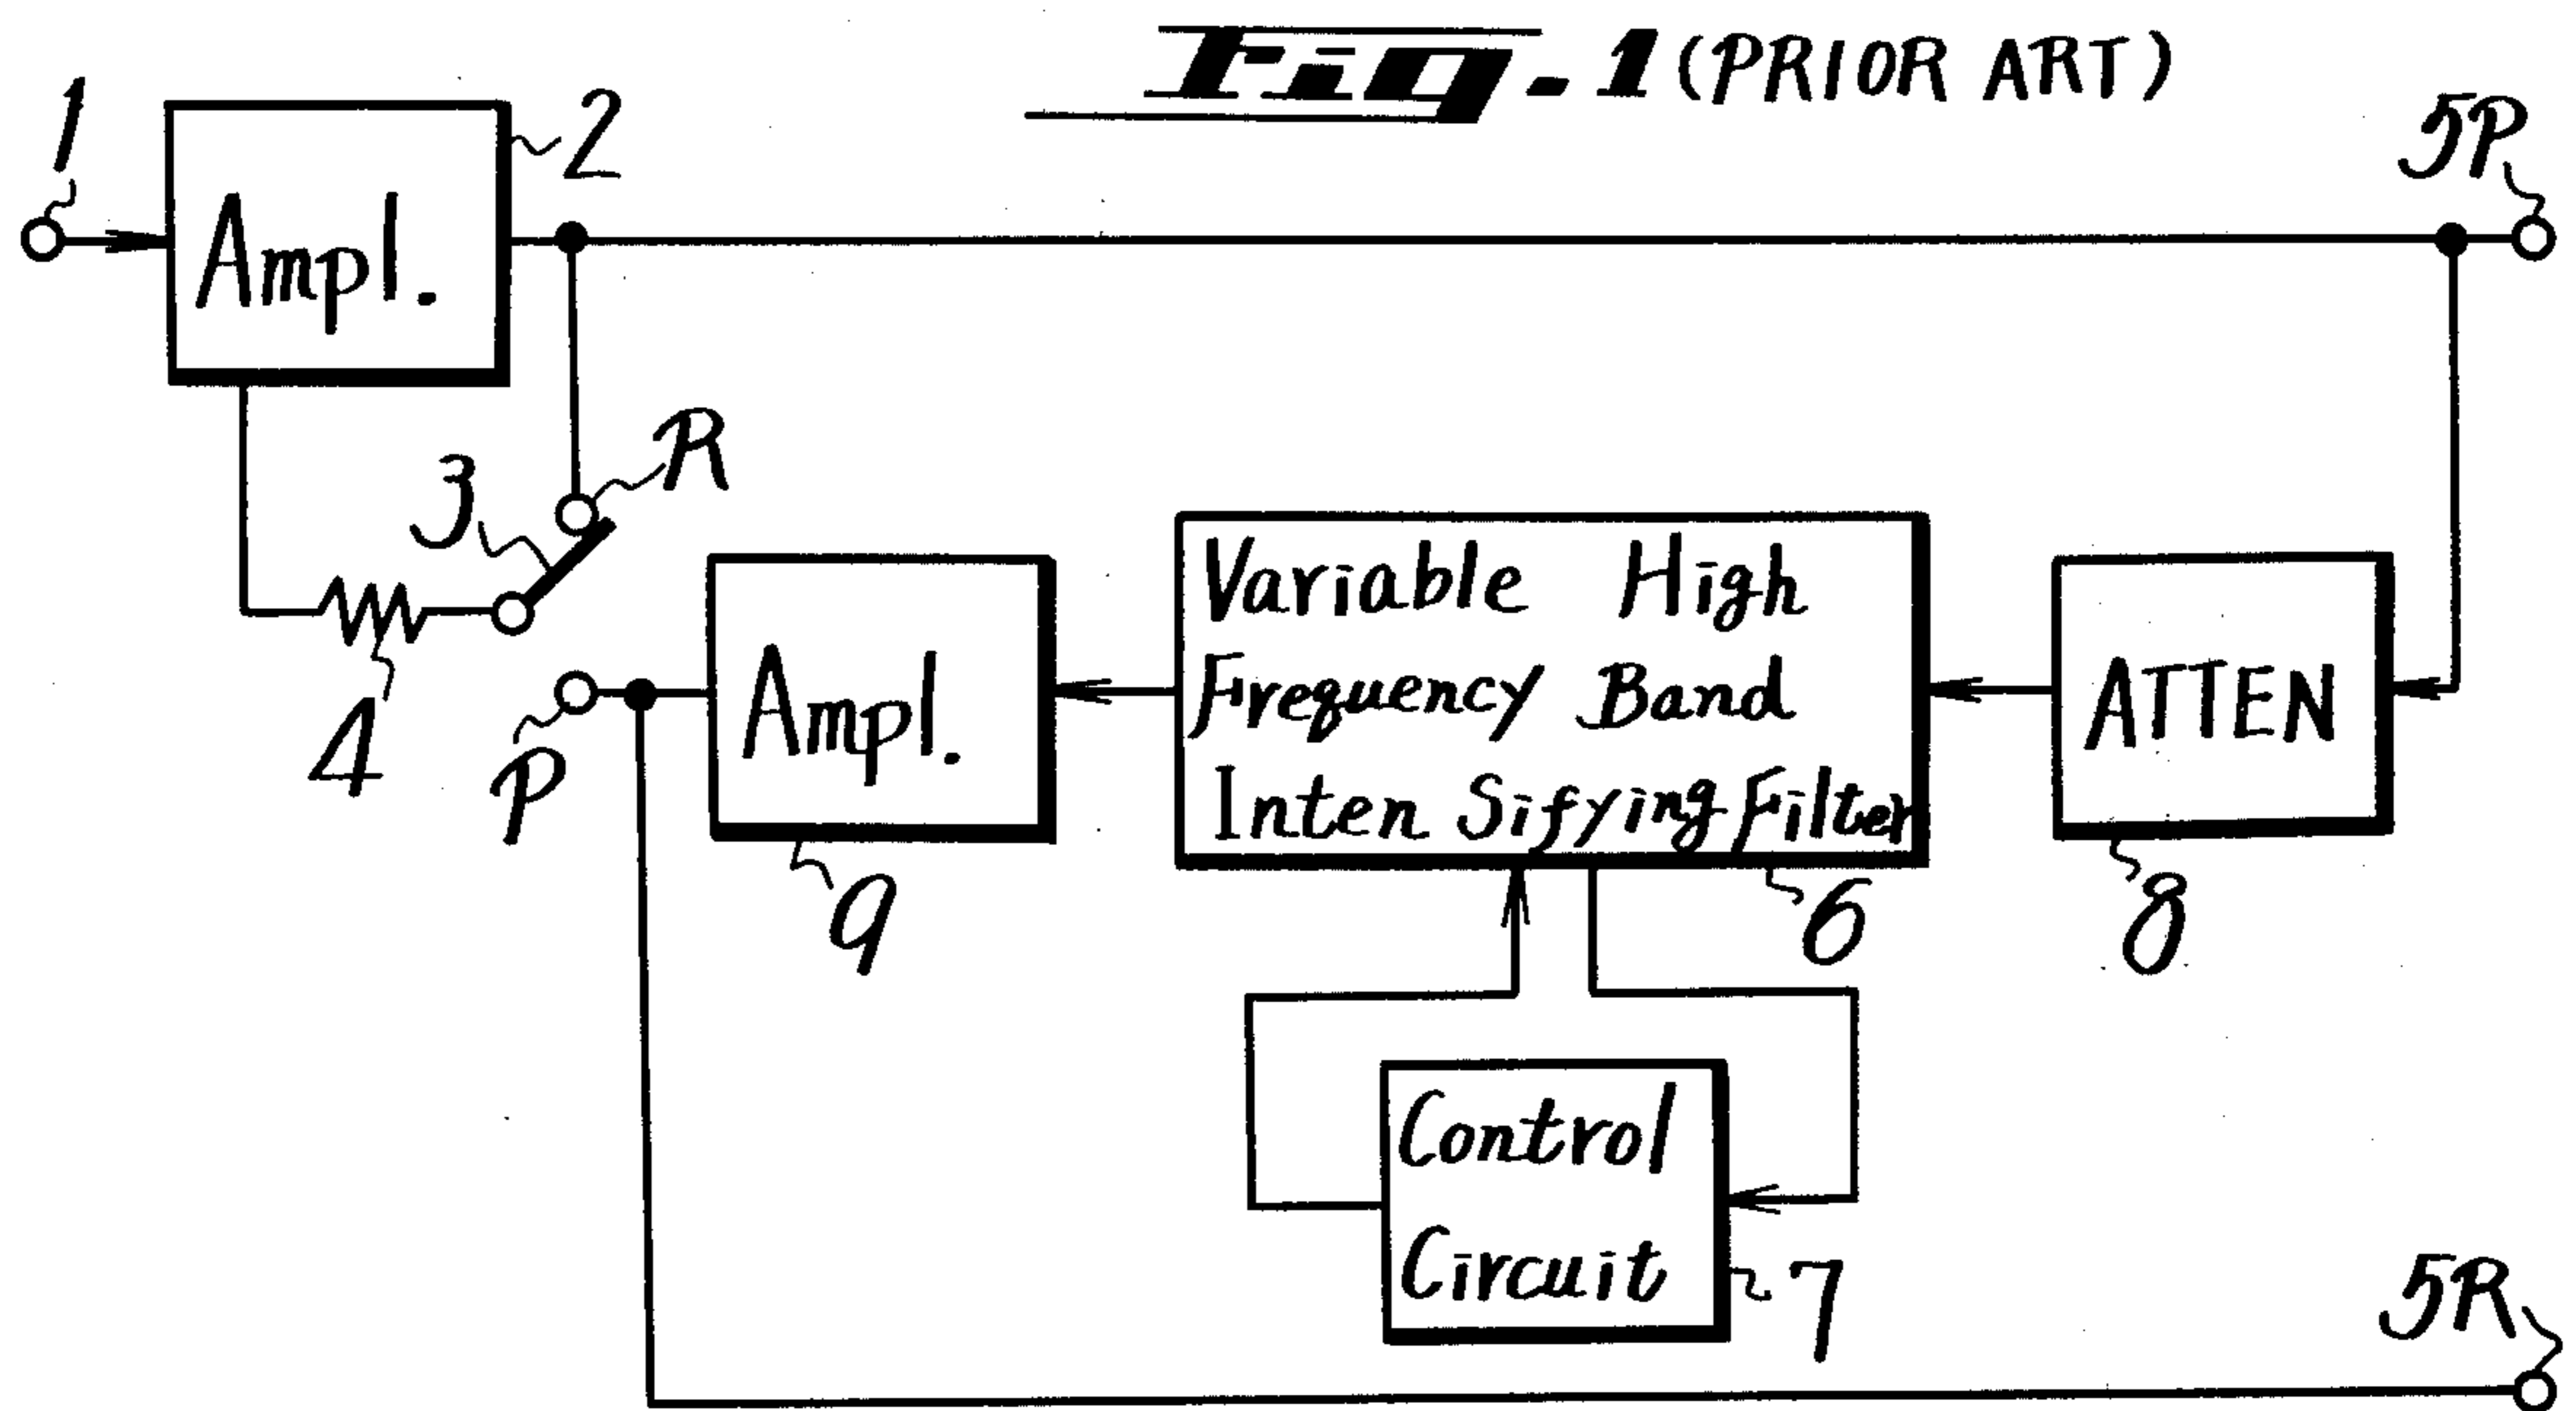 Fig-1 (PRIOR ART)
1
2
5P
Ampl.
R
3
4
P
Ampl.
9
Variable High
Frequency Band
Inten Sifying Filter
6
ATTEN
8
Control
Circuit
7
5R